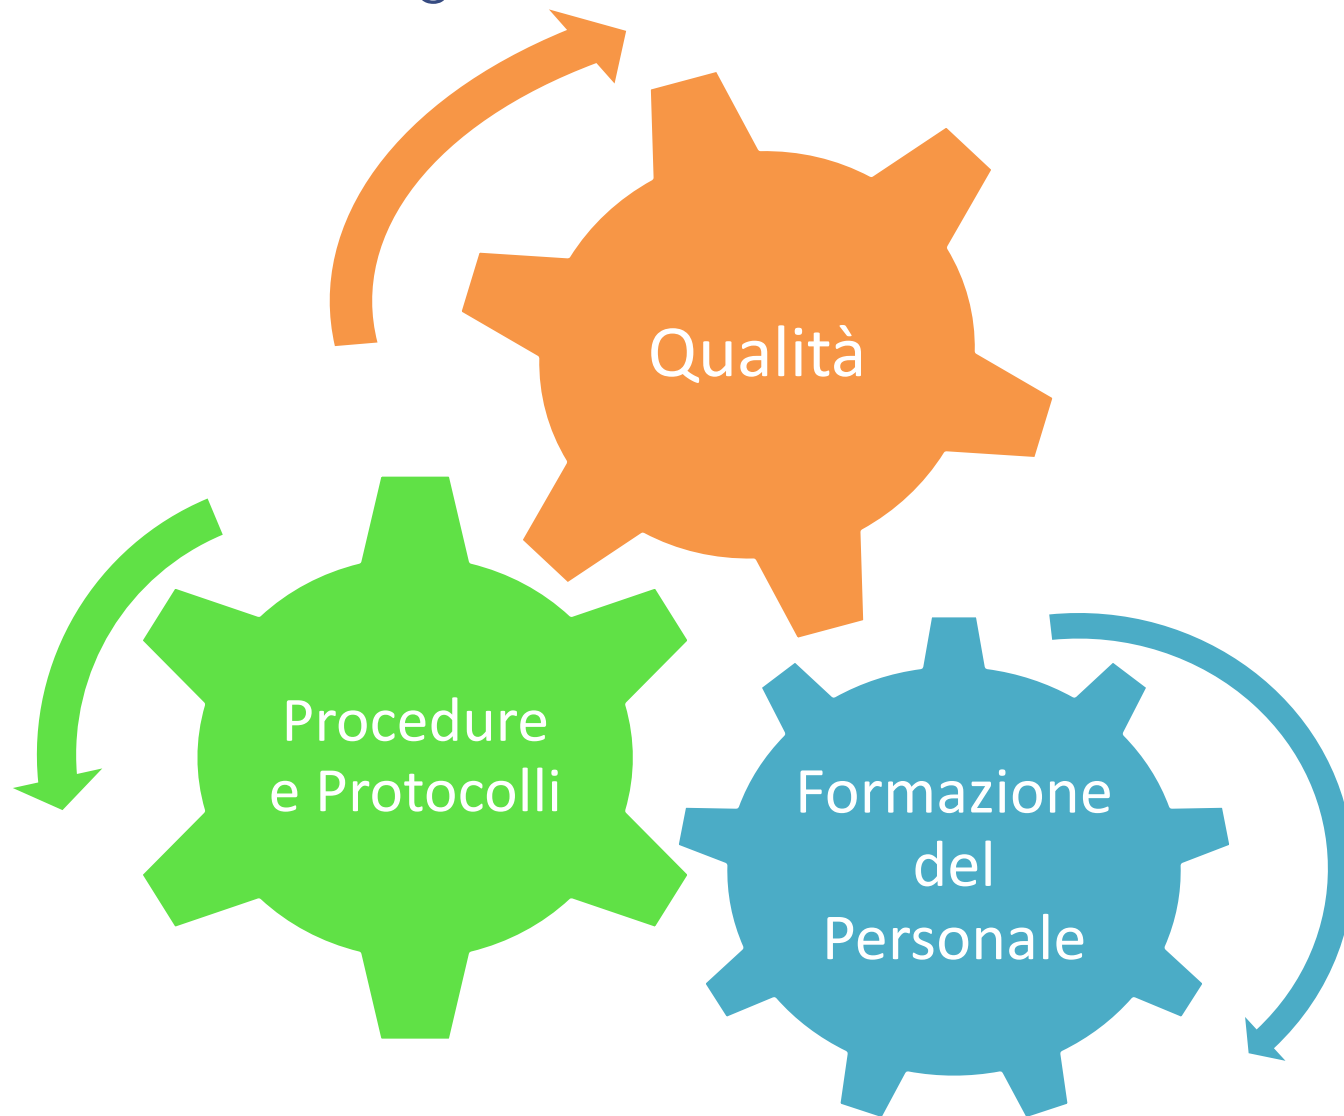 Qualità
Procedure
e Protocolli
Formazione
del
Personale